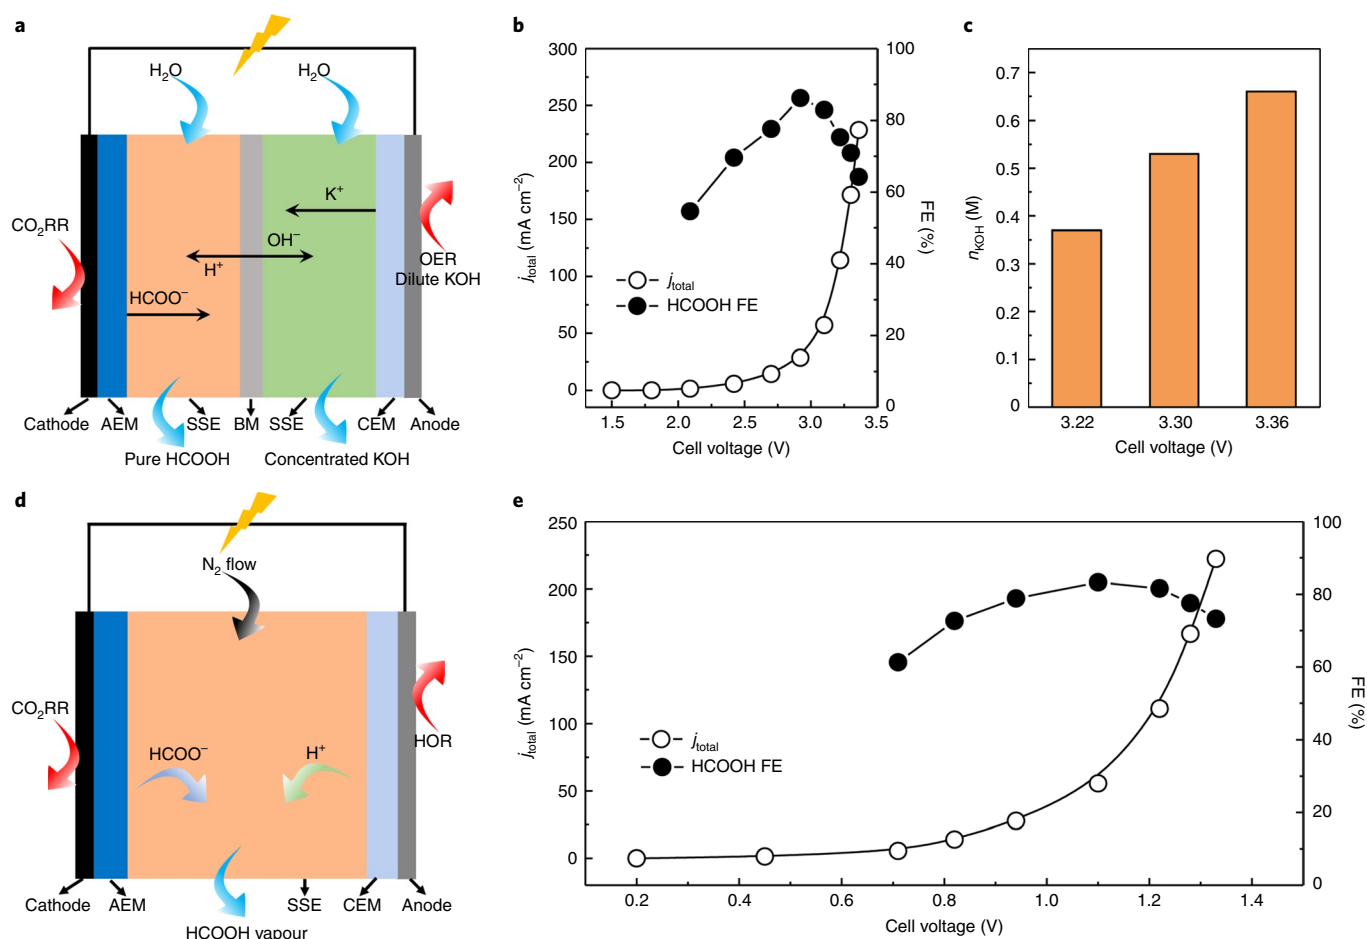 a
H₂O
H₂O
K⁺
CO₂RR
OH⁻
H⁺
OER
Dilute KOH
HCOO⁻
Cathode AEM SSE BM SSE CEM Anode
Pure HCOOH Concentrated KOH
b
300
250
200
150
100
50
0
j_total (mA cm⁻²)
100
80
60
40
20
0
FE (%)
j_total
HCOOH FE
1.5 2.0 2.5 3.0 3.5
Cell voltage (V)
c
0.7
0.6
0.5
0.4
0.3
0.2
0.1
0
n_KOH (M)
3.22 3.30 3.36
Cell voltage (V)
d
N₂ flow
CO₂RR
HCOO⁻
H⁺
HOR
Cathode AEM SSE CEM Anode
HCOOH vapour
e
250
200
150
100
50
0
j_total (mA cm⁻²)
100
80
60
40
20
0
FE (%)
j_total
HCOOH FE
0.2 0.4 0.6 0.8 1.0 1.2 1.4
Cell voltage (V)